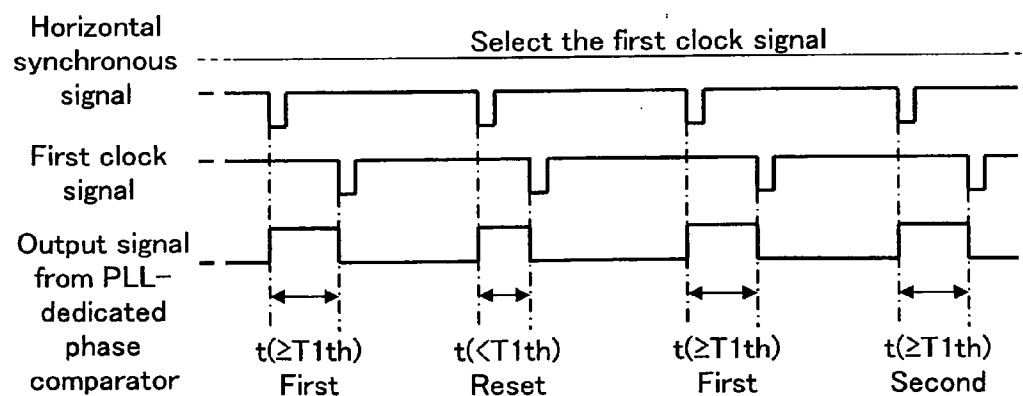 Horizontal
synchronous
signal
Select the first clock signal
First clock
signal
Output signal
from PLL-
dedicated
phase
comparator
t(≥T1th) t(<T1th) t(≥T1th) t(≥T1th)
First Reset First Second